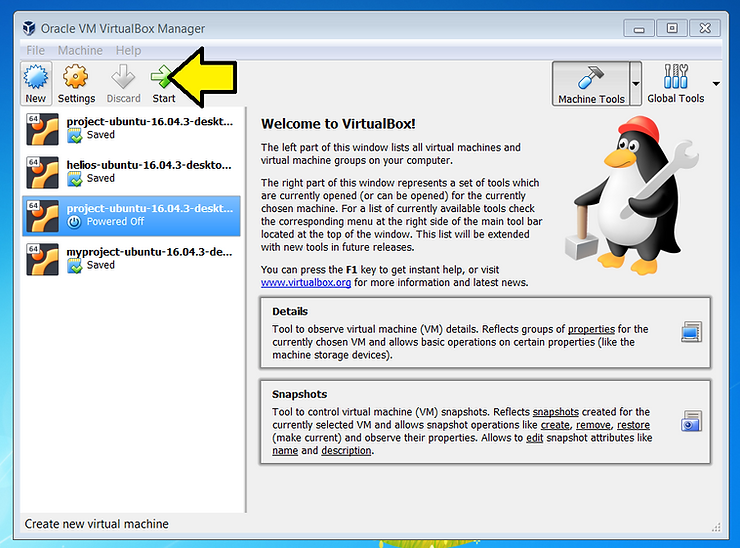 Oracle VM VirtualBox Manager
File Machine Help
New Settings Discard Start
Machine Tools Global Tools
64
project-ubuntu-16.04.3-deskt...
Saved
64
helios-ubuntu-16.04.3-deskto...
Saved
64
project-ubuntu-16.04.3-deskt...
Powered Off
64
myproject-ubuntu-16.04.3-de...
Saved
Welcome to VirtualBox!
The left part of this window lists all virtual machines and
virtual machine groups on your computer.
The right part of this window represents a set of tools which
are currently opened (or can be opened) for the currently
chosen machine. For a list of currently available tools check
the corresponding menu at the right side of the main tool bar
located at the top of the window. This list will be extended
with new tools in future releases.
You can press the F1 key to get instant help, or visit
www.virtualbox.org for more information and latest news.
Details
Tool to observe virtual machine (VM) details. Reflects groups of properties for the
currently chosen VM and allows basic operations on certain properties (like the
machine storage devices).
Snapshots
Tool to control virtual machine (VM) snapshots. Reflects snapshots created for the
currently selected VM and allows snapshot operations like create, remove, restore
(make current) and observe their properties. Allows to edit snapshot attributes like
name and description.
Create new virtual machine